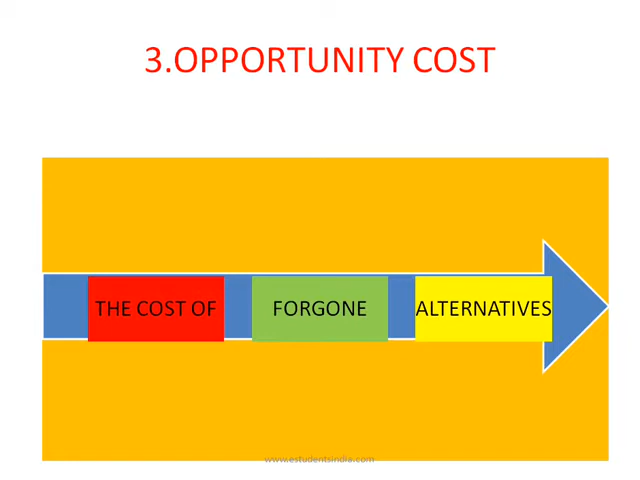 3.OPPORTUNITY COST
THE COST OF FORGONE ALTERNATIVES
www.estudentsindia.com